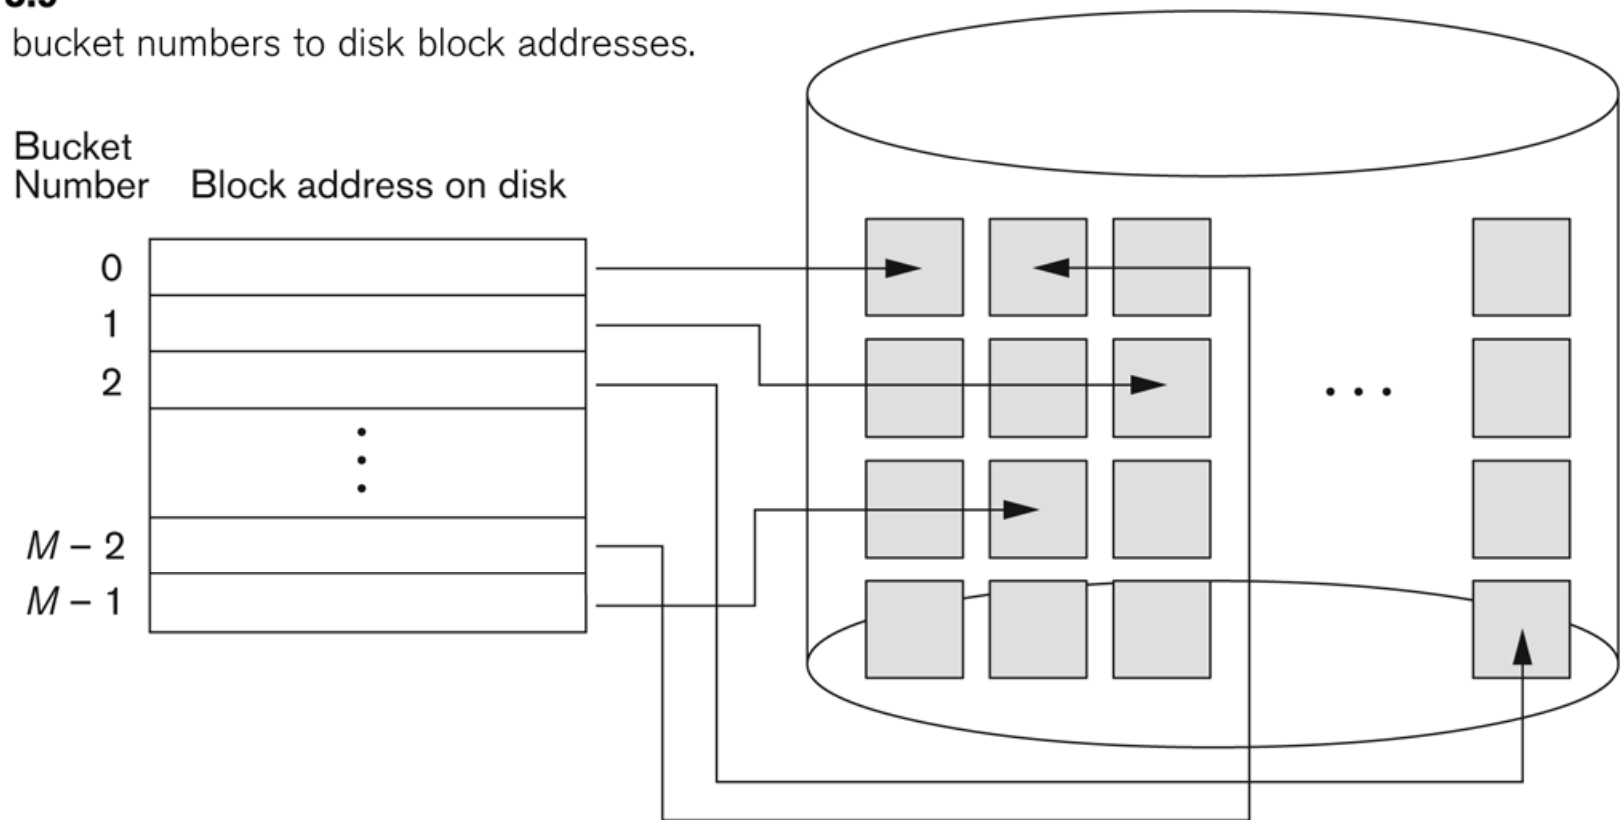 bucket numbers to disk block addresses.
Bucket
Number Block address on disk
0
1
2
M – 2
M – 1